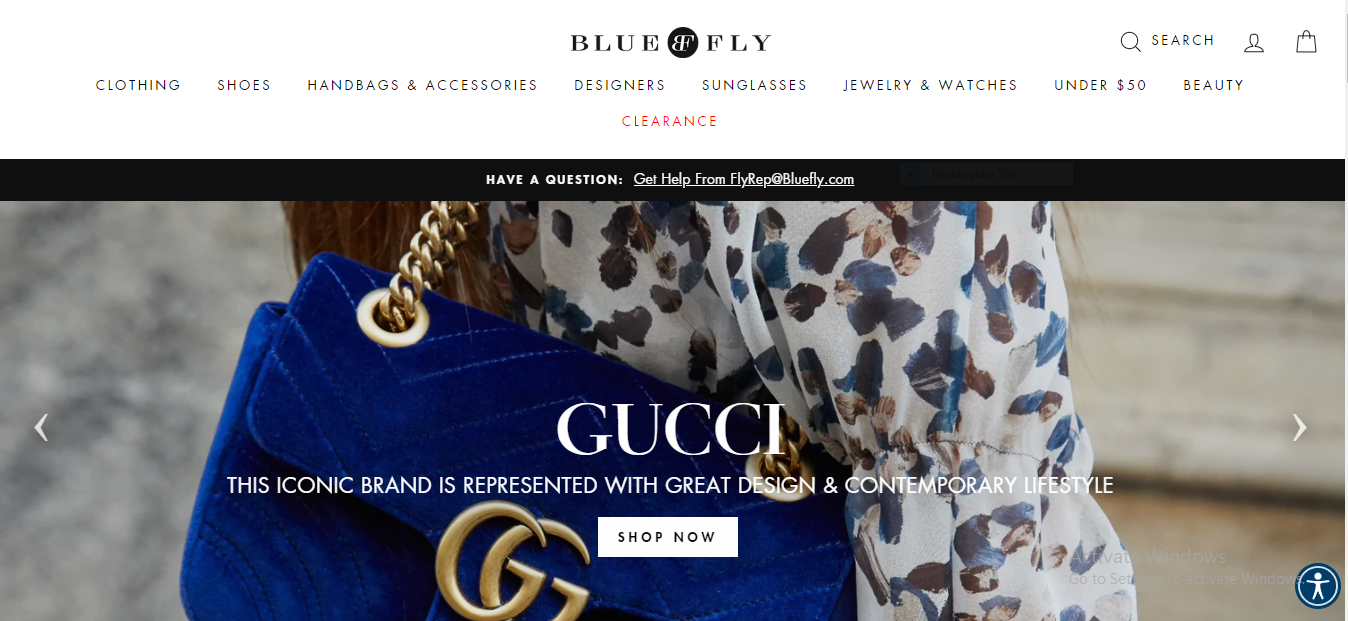 BLUE BF FLY
SEARCH
CLOTHING SHOES HANDBAGS & ACCESSORIES DESIGNERS SUNGLASSES JEWELRY & WATCHES UNDER $50 BEAUTY
CLEARANCE
HAVE A QUESTION: Get Help From FlyRep@Bluefly.com
Rectangular Snip
GUCCI
THIS ICONIC BRAND IS REPRESENTED WITH GREAT DESIGN & CONTEMPORARY LIFESTYLE
SHOP NOW
Activate Windows
Go to Settings to activate Windows.